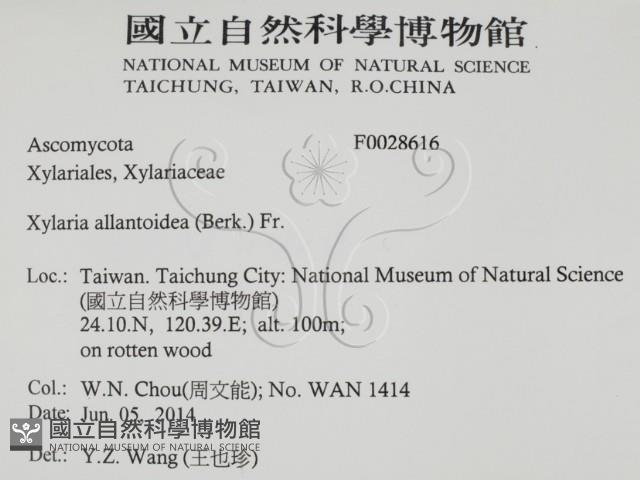 國立自然科學博物館
NATIONAL MUSEUM OF NATURAL SCIENCE
TAICHUNG, TAIWAN, R.O.CHINA
Ascomycota F0028616
Xylariales, Xylariaceae
Xylaria allantoidea (Berk.) Fr.
Loc.: Taiwan. Taichung City: National Museum of Natural Science
(國立自然科學博物館)
24.10.N, 120.39.E; alt. 100m;
on rotten wood
Col.: W.N. Chou(周文能); No. WAN 1414
Date: Jun. 05, 2014
國立自然科學博物館
NATIONAL MUSEUM OF NATURAL SCIENCE
Det.: Y.Z. Wang (王也珍)